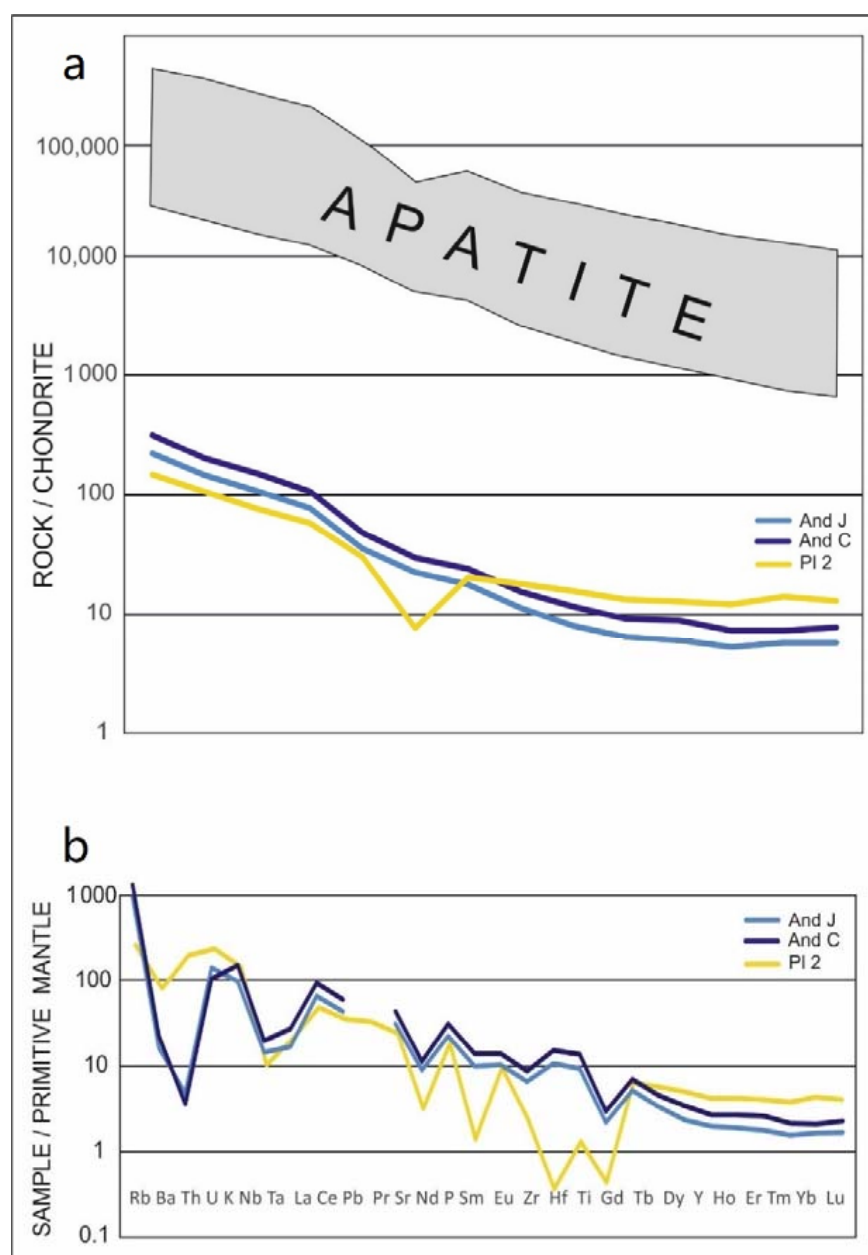 a
100,000
10,000
1000
100
10
1
ROCK / CHONDRITE
APATITE
And J
And C
Pl 2
b
1000
100
10
1
0.1
SAMPLE / PRIMITIVE MANTLE
And J
And C
Pl 2
Rb Ba Th U K Nb Ta La Ce Pb Pr Sr Nd P Sm Eu Zr Hf Ti Gd Tb Dy Y Ho Er Tm Yb Lu